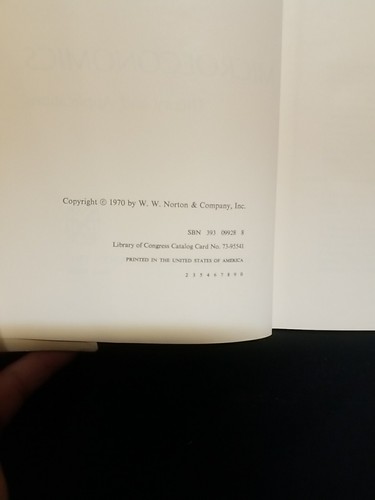 Copyright © 1970 by W. W. Norton & Company, Inc.
SBN 393 09928 8
Library of Congress Catalog Card No. 73-95541
PRINTED IN THE UNITED STATES OF AMERICA
2 3 4 5 6 7 8 9 0